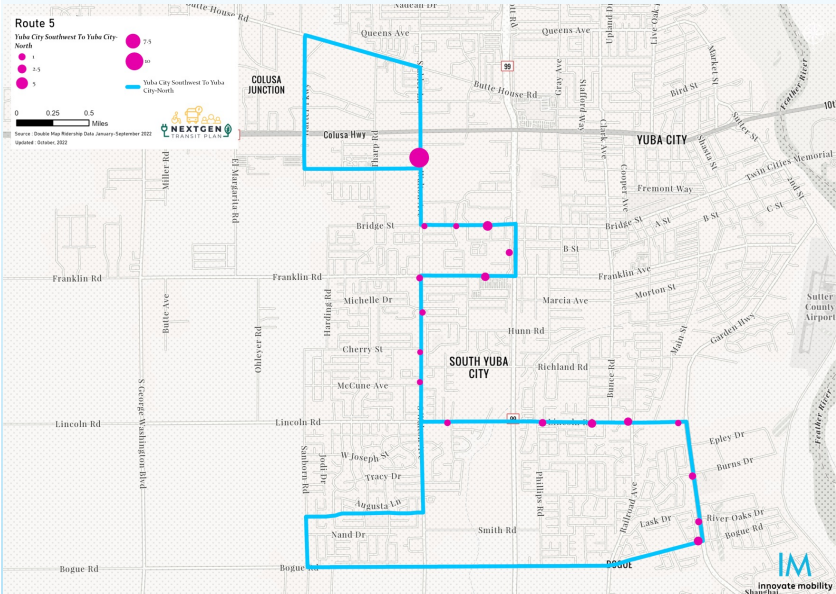 Route 5
Yuba City Southwest To Yuba City-
North
1
2.5
5
7.5
10
Yuba City Southwest To Yuba
City-North
0 0.25 0.5
Miles
Source : Double Map Ridership Data January-September 2022
Updated : October, 2022
NEXTGEN
TRANSIT PLAN
Butte House Rd
Queens Ave
Queens Ave
99
COLUSA
JUNCTION
Butte House Rd
Gray Ave
Stafford Way
Live Oak
Market St
Bird St
Feather River
Colusa Hwy
Tharp Rd
Clark Ave
YUBA CITY
Sutter St
Shasta St
Twin Cities Memorial
Miller Rd
El Margarita Rd
Cooper Ave
Fremont Way
2nd St
Bridge St
Bridge St
A St
B St
C St
B St
Franklin Rd
Franklin Rd
Franklin Ave
Morton St
Michelle Dr
Marcia Ave
Sutter
County
Airport
Butte Ave
Harding Rd
Ohleyer Rd
Hunn Rd
Main St
Garden Hwy
Cherry St
SOUTH YUBA
CITY
Richland Rd
Bunce Rd
McCune Ave
S George Washington Blvd
Lincoln Rd
Lincoln Rd
99
Feather River
Epley Dr
Sanborn Rd
Jodi Dr
W Joseph St
Tracy Dr
Burns Dr
Phillips Rd
Railroad Ave
Augusta Ln
Lask Dr
River Oaks Dr
Nand Dr
Smith Rd
Bogue Rd
Bogue Rd
Bogue Rd
BOGUE
IM
innovate mobility